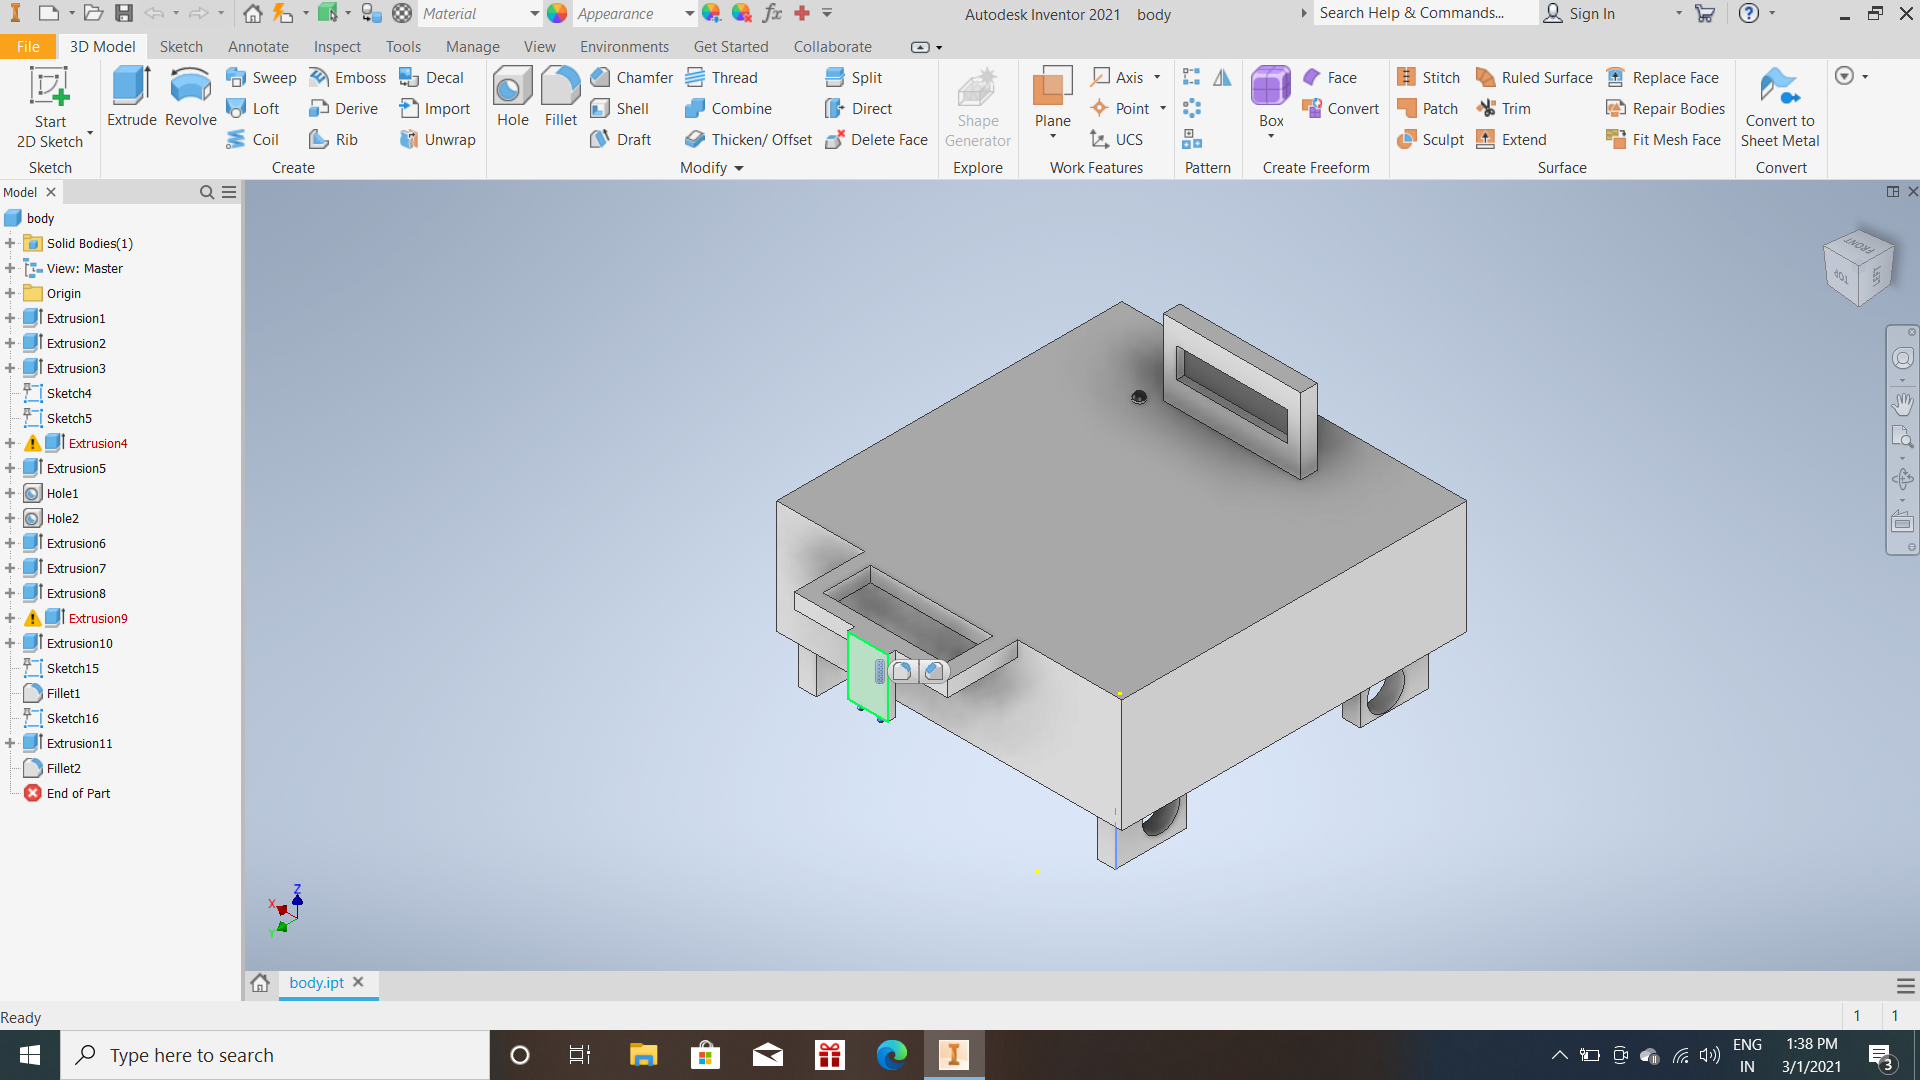 Material
Appearance
Autodesk Inventor 2021 body
Search Help & Commands...
Sign In
File
3D Model
Sketch
Annotate
Inspect
Tools
Manage
View
Environments
Get Started
Collaborate
Start
2D Sketch
Sketch
Extrude
Revolve
Sweep
Loft
Coil
Emboss
Derive
Rib
Decal
Import
Unwrap
Create
Hole
Fillet
Chamfer
Shell
Draft
Thread
Combine
Thicken/ Offset
Split
Direct
Delete Face
Modify
Shape
Generator
Explore
Plane
Axis
Point
UCS
Work Features
Pattern
Box
Face
Convert
Create Freeform
Stitch
Patch
Sculpt
Ruled Surface
Trim
Extend
Replace Face
Repair Bodies
Fit Mesh Face
Surface
Convert to
Sheet Metal
Convert
Model
body
Solid Bodies(1)
View: Master
Origin
Extrusion1
Extrusion2
Extrusion3
Sketch4
Sketch5
Extrusion4
Extrusion5
Hole1
Hole2
Extrusion6
Extrusion7
Extrusion8
Extrusion9
Extrusion10
Sketch15
Fillet1
Sketch16
Extrusion11
Fillet2
End of Part
FRONT
TOP
Z
X
Y
body.ipt
Ready
1 1
Type here to search
ENG
IN
1:38 PM
3/1/2021
3